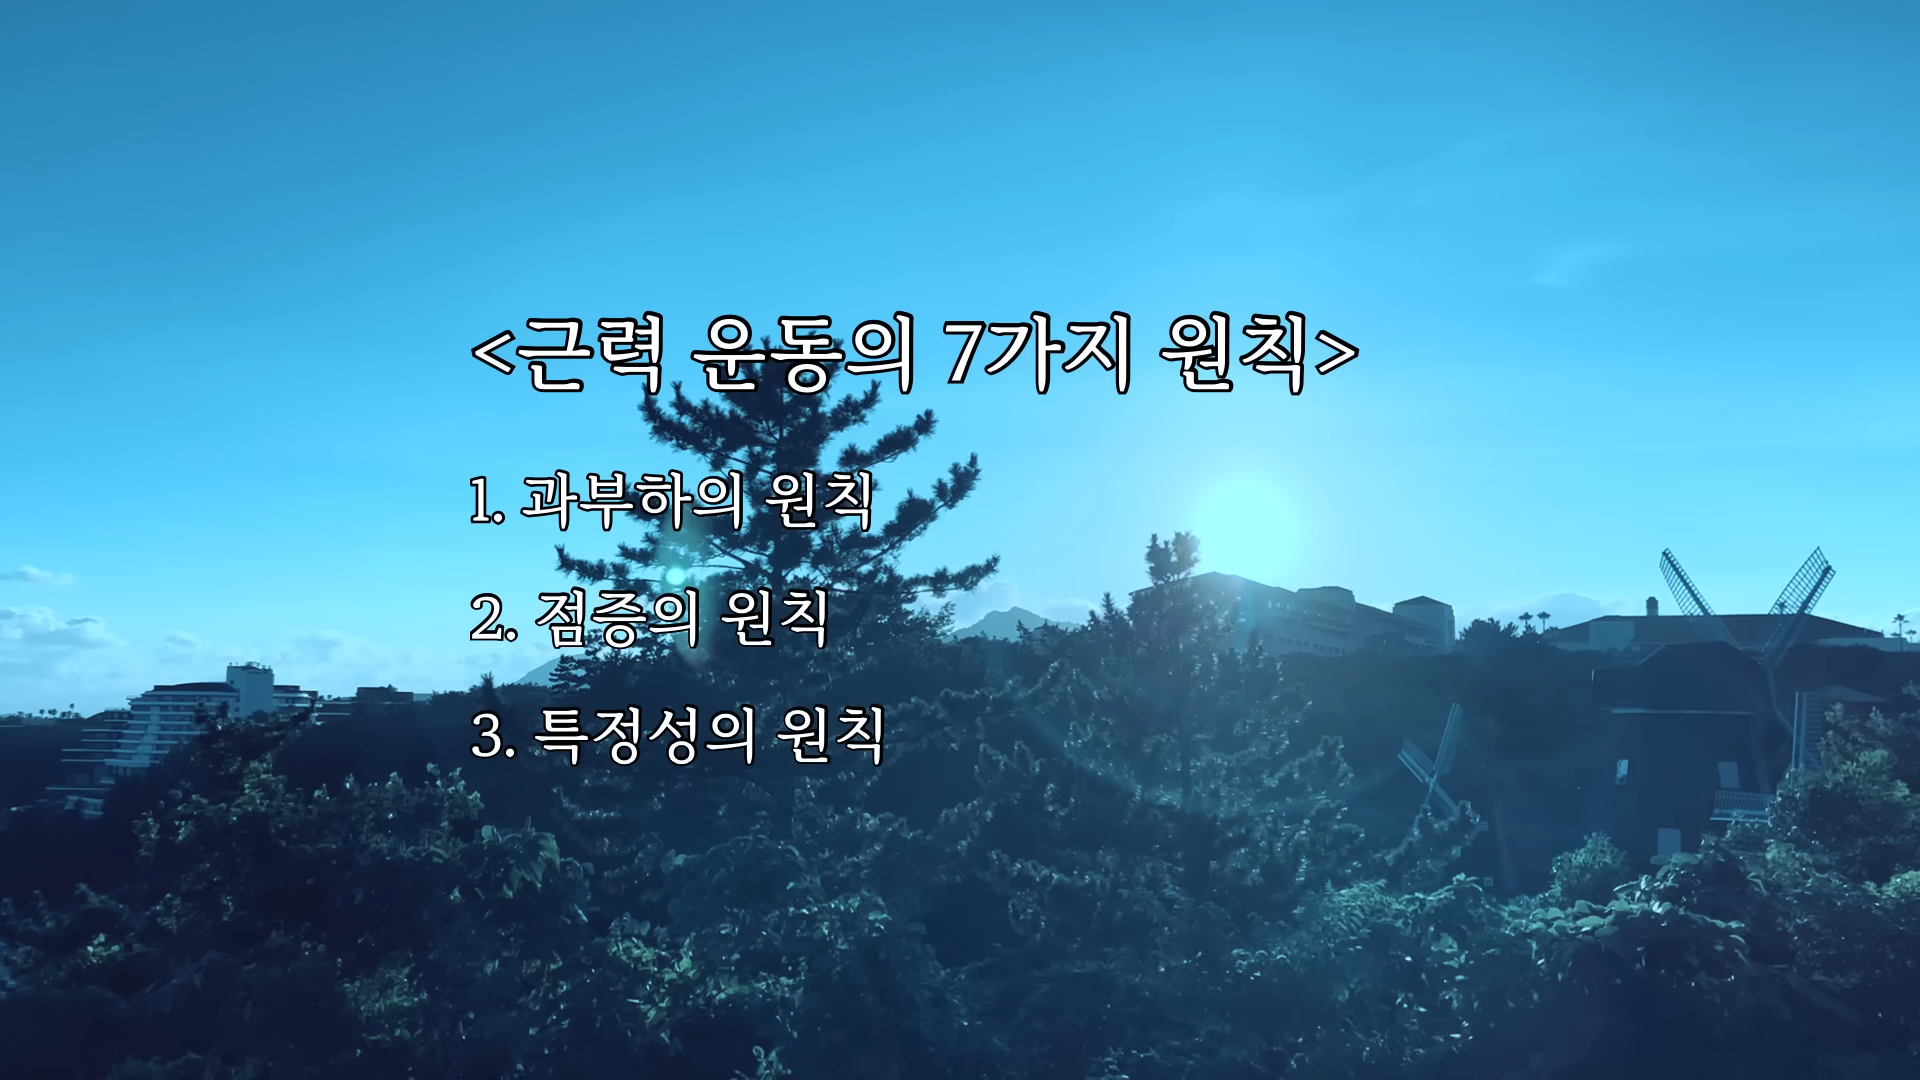 <근력 운동의 7가지 원칙>
1. 과부하의 원칙
2. 점증의 원칙
3. 특정성의 원칙